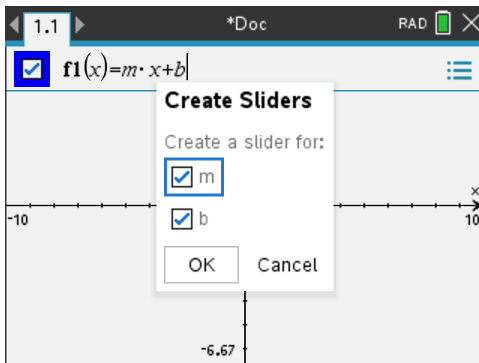 1.1 *Doc RAD
f1(x)=m· x+b
Create Sliders
Create a slider for:
m
b
OK Cancel
x
-10 10
-6.67